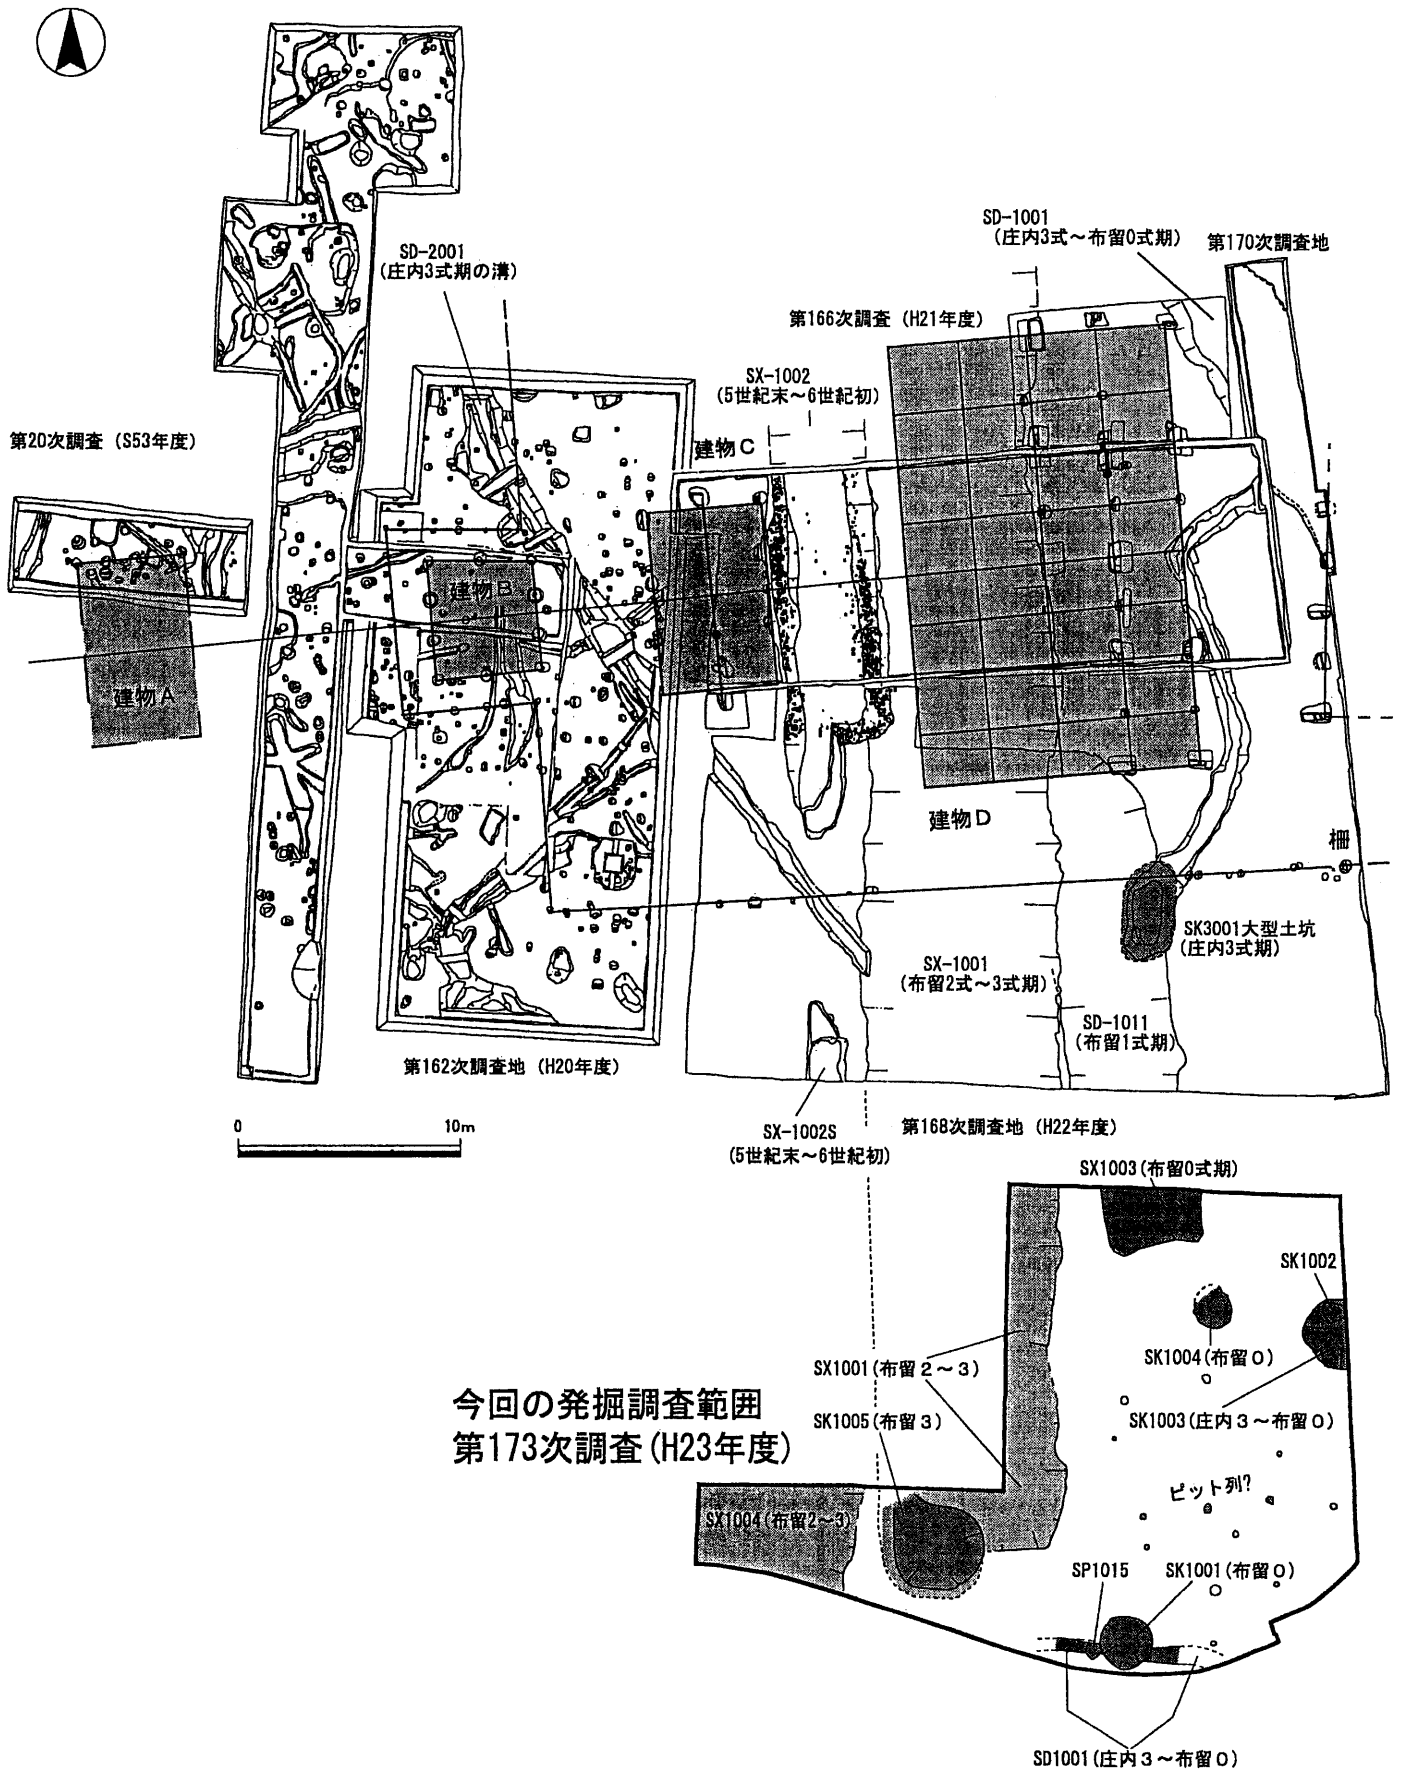 SD-1001
(庄内3式～布留0式期)
第170次調査地
SD-2001
(庄内3式期の溝)
第166次調査 (H21年度)
SX-1002
(5世紀末～6世紀初)
第20次調査 (S53年度)
建物C
建物B
建物A
建物D
柵
SK3001大型土坑
(庄内3式期)
SX-1001
(布留2式～3式期)
SD-1011
(布留1式期)
第162次調査地 (H20年度)
0
10m
SX-1002S
(5世紀末～6世紀初)
第168次調査地 (H22年度)
SX1003(布留0式期)
SK1002
SK1004(布留0)
SX1001(布留2～3)
今回の発掘調査範囲
第173次調査(H23年度)
SK1005(布留3)
SK1003(庄内3～布留0)
ピット列?
SX1004(布留2～3)
SP1015
SK1001(布留0)
SD1001(庄内3～布留0)